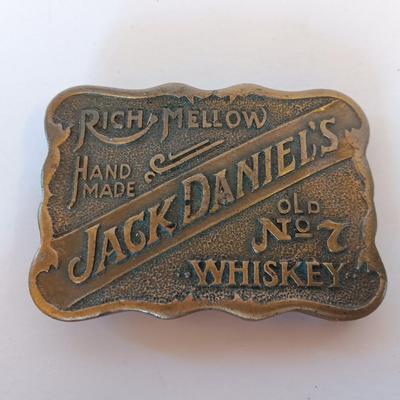 RICH MELLOW
HAND
MADE
JACK DANIEL'S
OLD
No 7
WHISKEY